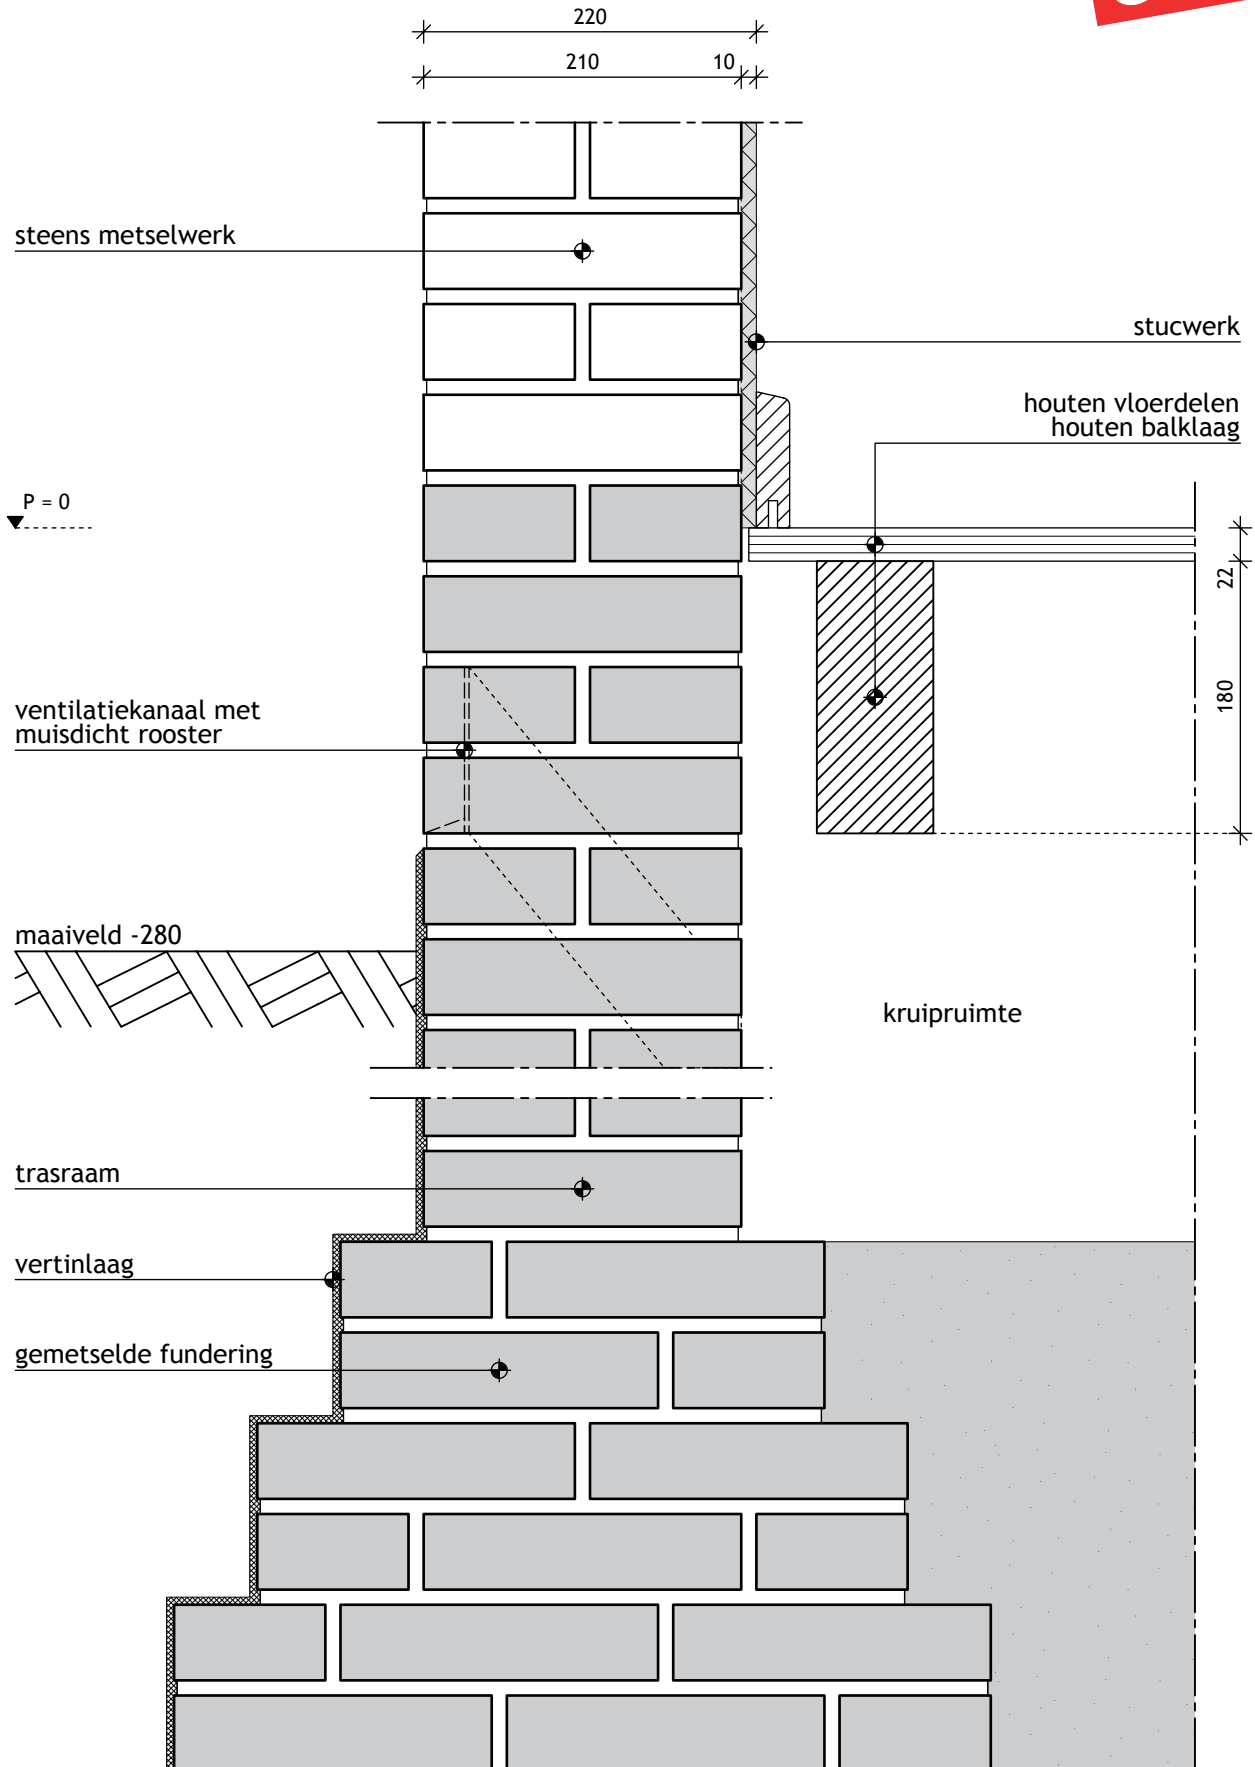 220
210
10
steens metselwerk
stucwerk
houten vloerdelen
houten balklaag
P = 0
22
180
ventilatiekanaal met
muisdicht rooster
maaiveld -280
kruipruimte
trasraam
vertinlaag
gemetselde fundering